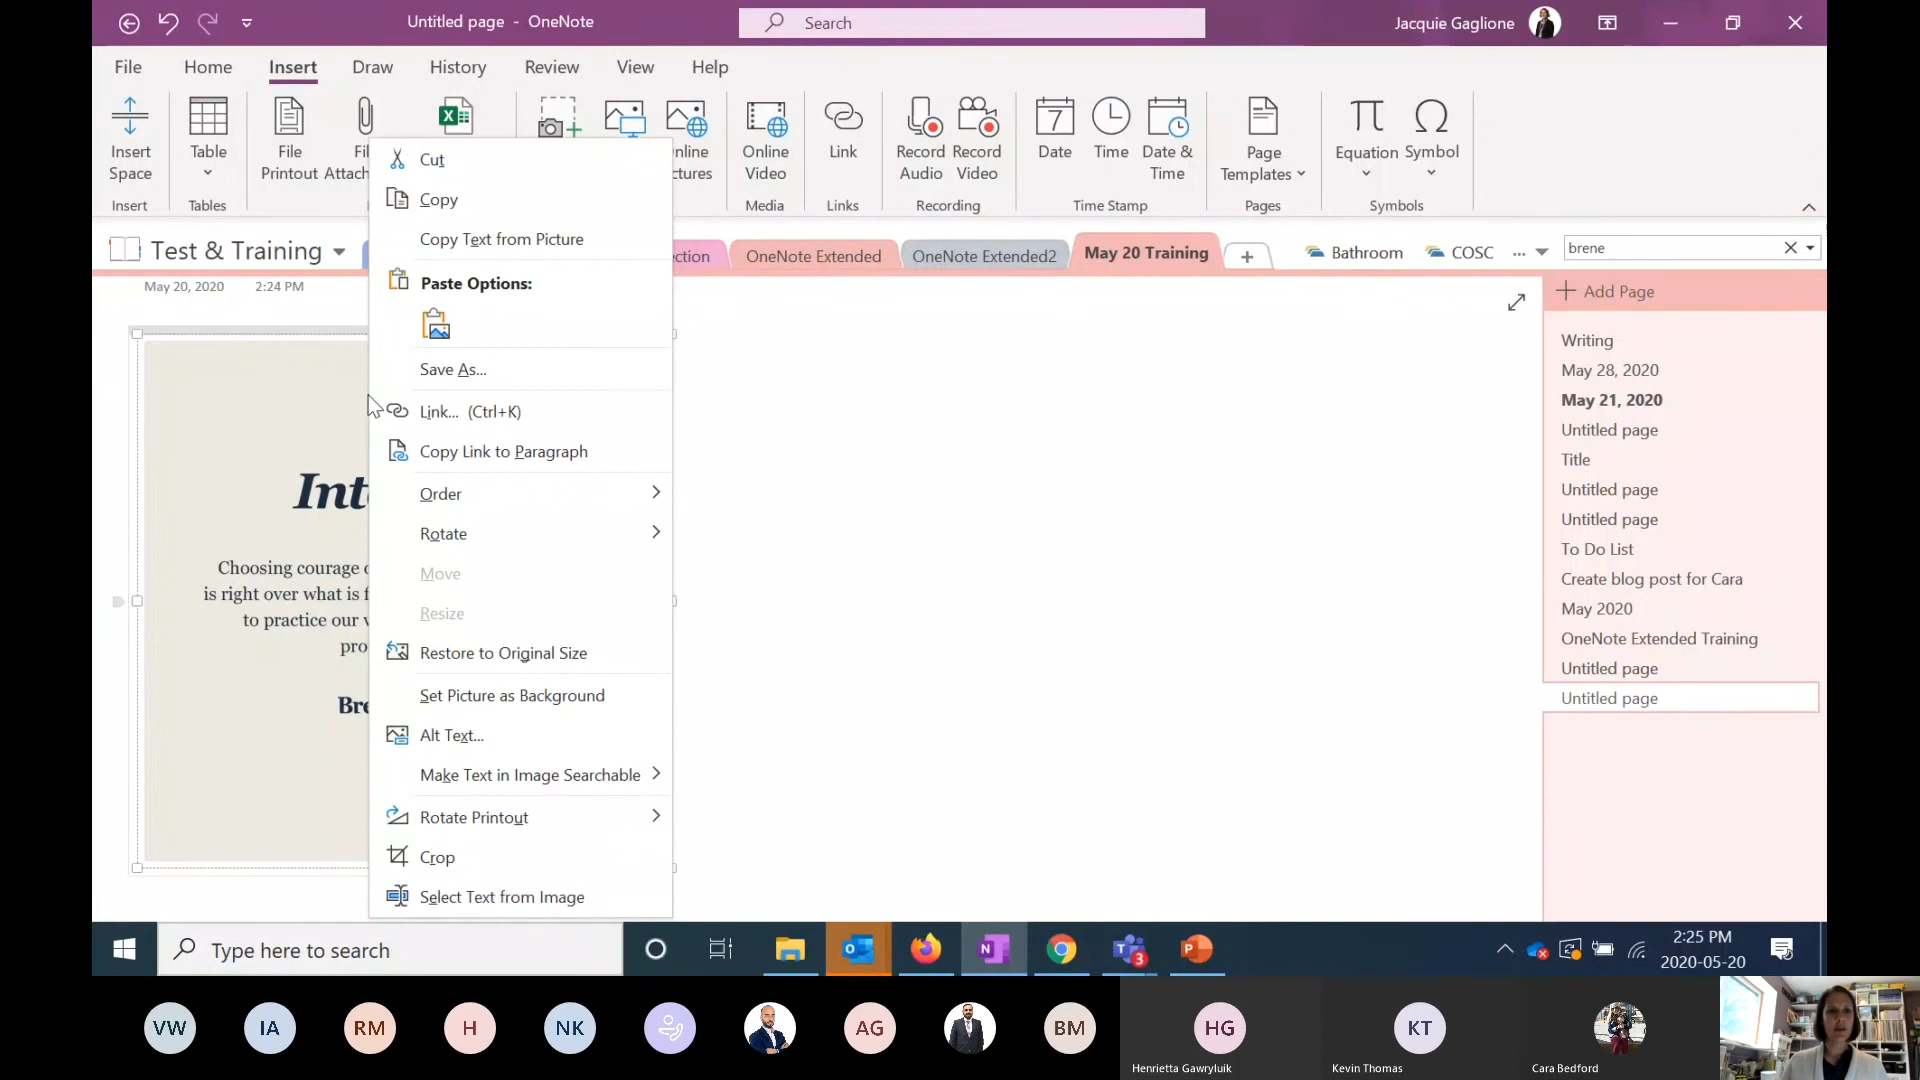 Untitled page - OneNote
Search
Jacquie Gaglione
File
Home
Insert
Draw
History
Review
View
Help
Insert
Space
Table
File
Printout
Attach
Online
Video
Link
Record
Audio
Record
Video
Date
Time
Date &
Time
Page
Templates
Equation
Symbol
Insert
Tables
Media
Links
Recording
Time Stamp
Pages
Symbols
Test & Training
OneNote Extended
OneNote Extended2
May 20 Training
Bathroom
COSC
...
brene
May 20, 2020
2:24 PM
Choosing courage
is right over what is
to practice our
Cut
Copy
Copy Text from Picture
Paste Options:
Save As...
Link... (Ctrl+K)
Copy Link to Paragraph
Order
Rotate
Move
Resize
Restore to Original Size
Set Picture as Background
Alt Text...
Make Text in Image Searchable
Rotate Printout
Crop
Select Text from Image
Add Page
Writing
May 28, 2020
May 21, 2020
Untitled page
Title
Untitled page
Untitled page
To Do List
Create blog post for Cara
May 2020
OneNote Extended Training
Untitled page
Untitled page
Type here to search
3
2:25 PM
2020-05-20
VW
IA
RM
H
NK
AG
BM
HG
KT
Henrietta Gawryluik
Kevin Thomas
Cara Bedford